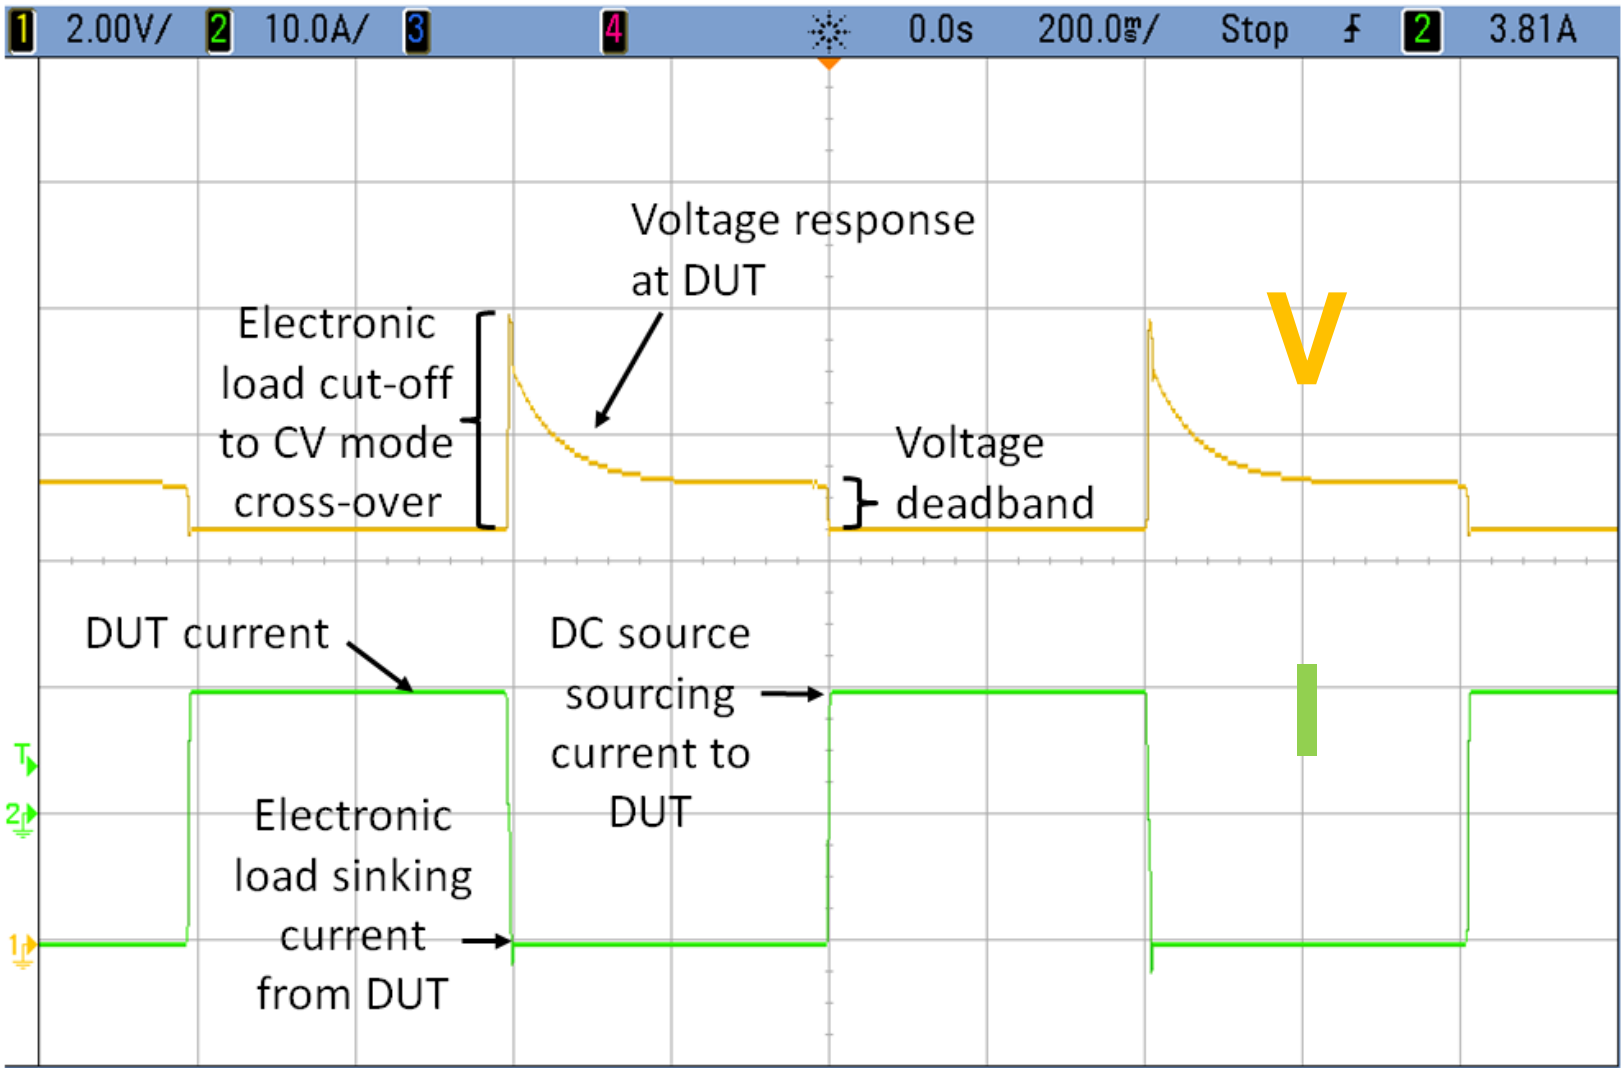 1 2.00V/ 2 10.0A/ 3 4 0.0s 200.0ms/ Stop 2 3.81A
Voltage response
at DUT
Electronic
load cut-off
to CV mode
cross-over
V
Voltage
deadband
DUT current
DC source
sourcing
current to
DUT
I
T
2
Electronic
load sinking
current
from DUT
1